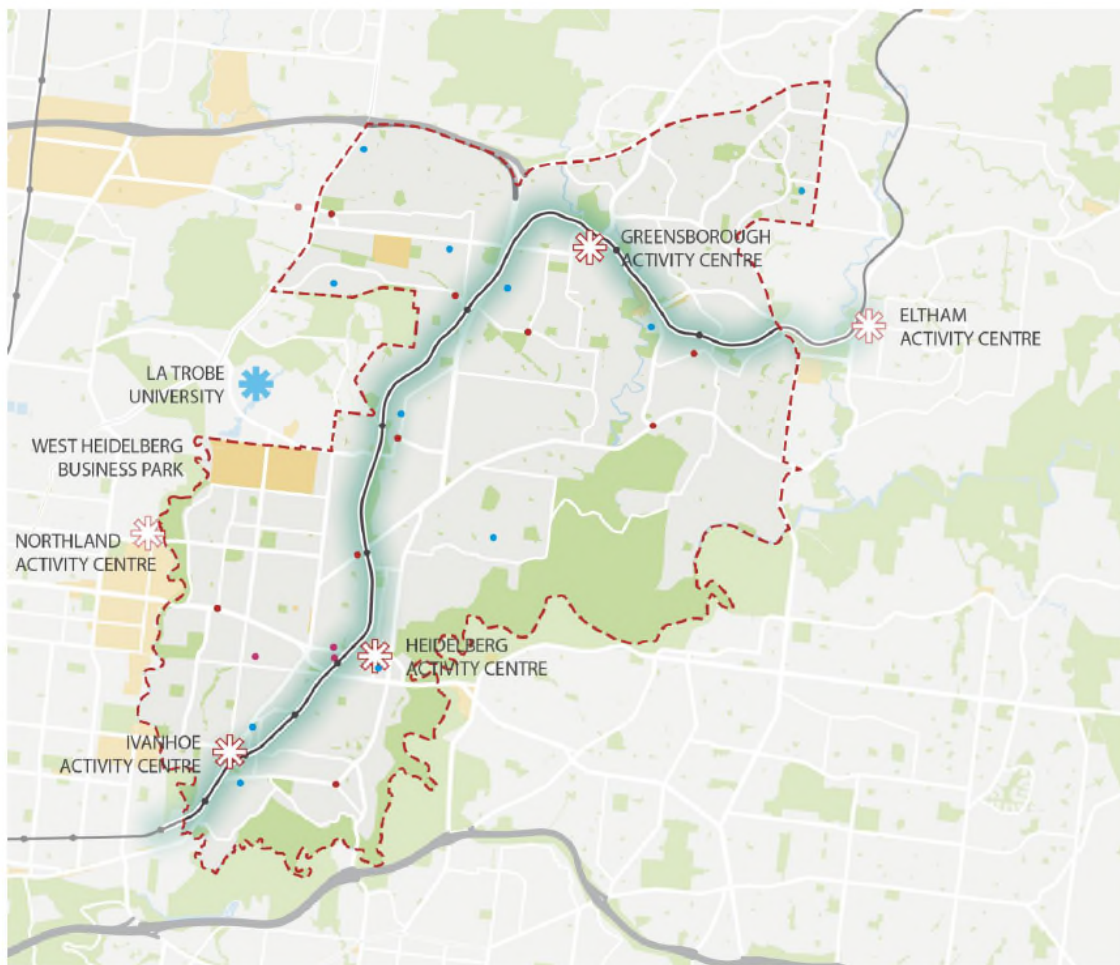 GREENSBOROUGH
ACTIVITY CENTRE
ELTHAM
ACTIVITY CENTRE
LA TROBE
UNIVERSITY
WEST HEIDELBERG
BUSINESS PARK
NORTHLAND
ACTIVITY CENTRE
HEIDELBERG
ACTIVITY CENTRE
IVANHOE
ACTIVITY CENTRE